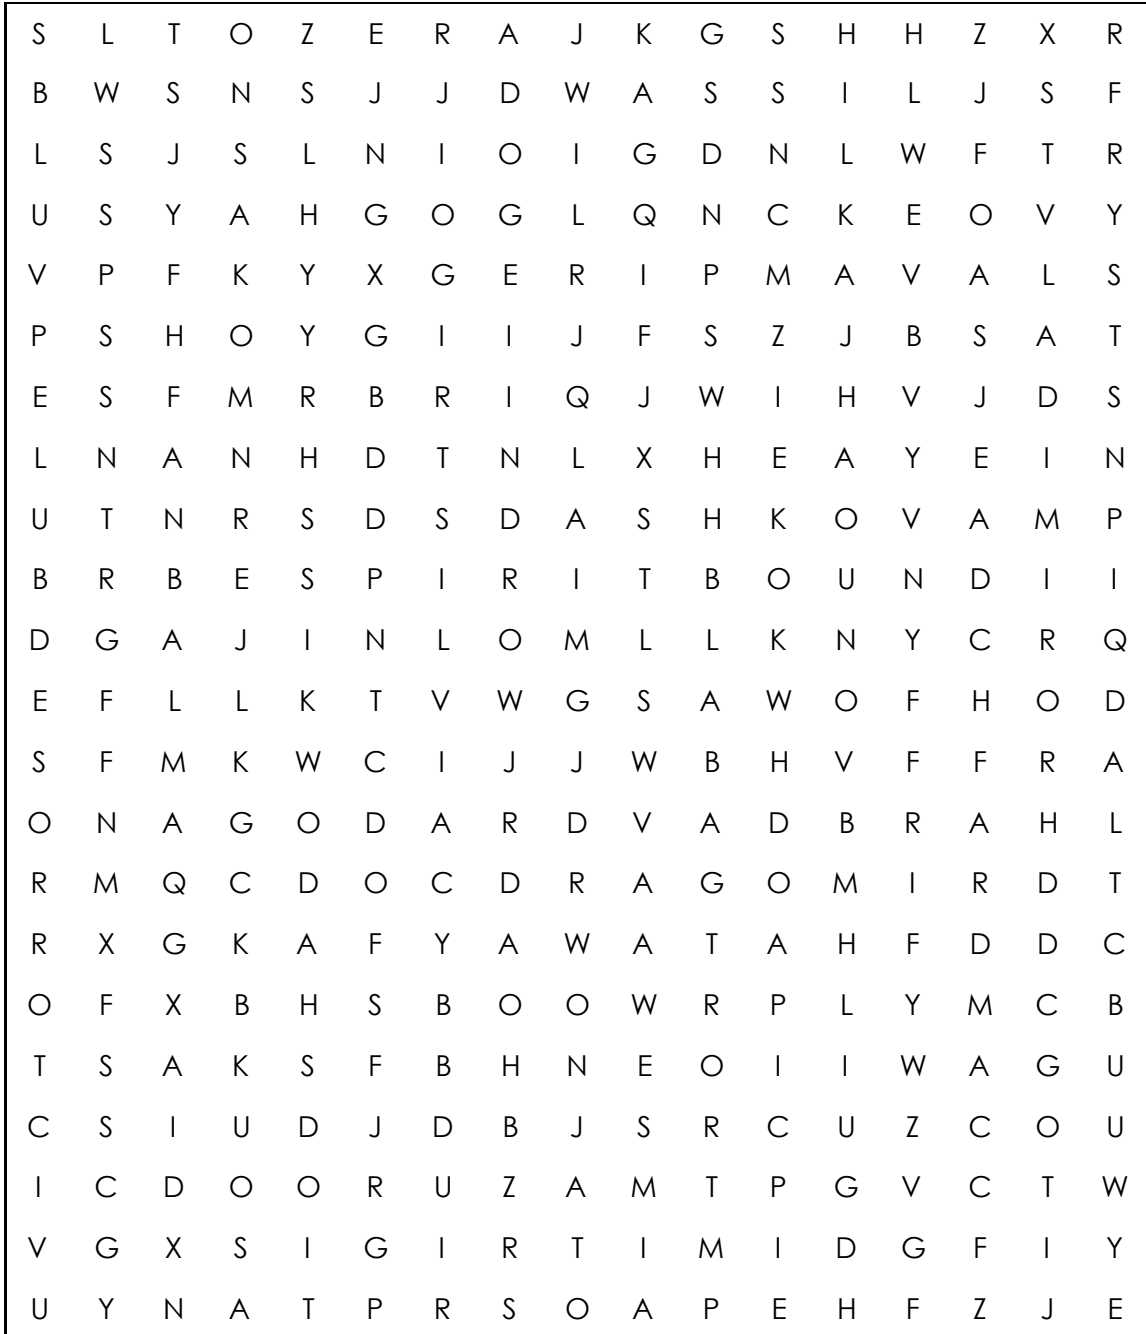 S L T O Z E R A J K G S H H Z X R
B W S N S J J D W A S S I L J S F
L S J S L N I O I G D N L W F T R
U S Y A H G O G L Q N C K E O V Y
V P F K Y X G E R I P M A V A L S
P S H O Y G I I J F S Z J B S A T
E S F M R B R I Q J W I H V J D S
L N A N H D T N L X H E A Y E I N
U T N R S D S D A S H K O V A M P
B R B E S P I R I T B O U N D I I
D G A J I N L O M L L K N Y C R Q
E F L L K T V W G S A W O F H O D
S F M K W C I J J W B H V F F R A
O N A G O D A R D V A D B R A H L
R M Q C D O C D R A G O M I R D T
R X G K A F Y A W A T A H F D D C
O F X B H S B O O W R P L Y M C B
T S A K S F B H N E O I I W A G U
C S I U D J D B J S R C U Z C O U
I C D O O R U Z A M T P G V C T W
V G X S I G I R T I M I D G F I Y
U Y N A T P R S O A P E H F Z J E